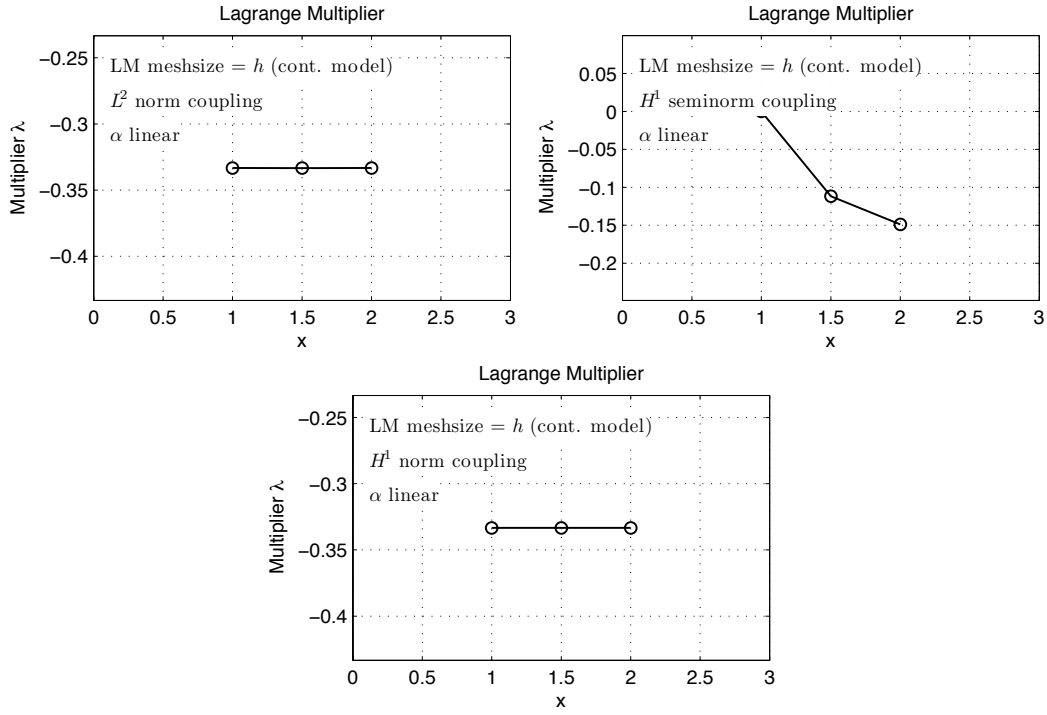 Lagrange Multiplier
−0.25
−0.3
−0.35
−0.4
Multiplier λ
LM meshsize = h (cont. model)
L² norm coupling
α linear
0 0.5 1 1.5 2 2.5 3
x
Lagrange Multiplier
0.05
0
−0.05
−0.1
−0.15
−0.2
Multiplier λ
LM meshsize = h (cont. model)
H¹ seminorm coupling
α linear
0 0.5 1 1.5 2 2.5 3
x
Lagrange Multiplier
−0.25
−0.3
−0.35
−0.4
Multiplier λ
LM meshsize = h (cont. model)
H¹ norm coupling
α linear
0 0.5 1 1.5 2 2.5 3
x